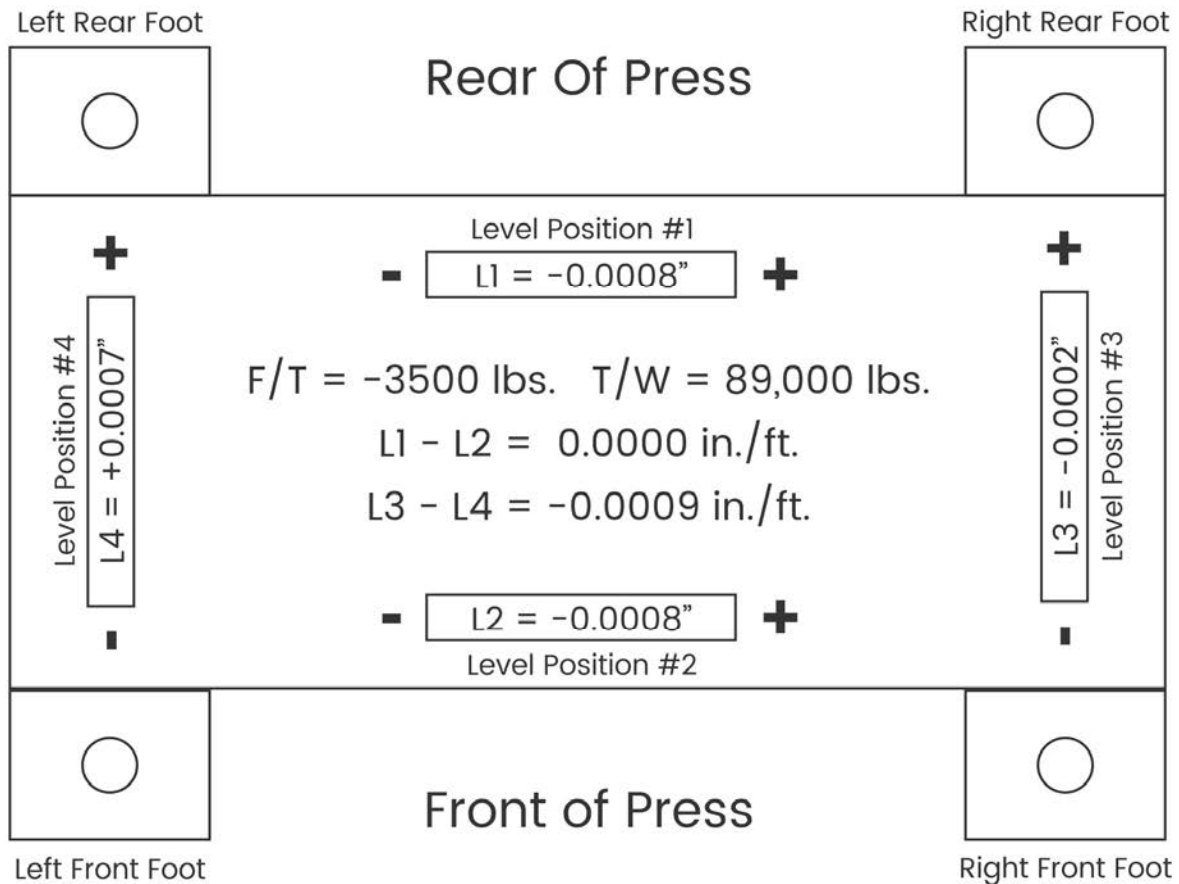 Left Rear Foot
Right Rear Foot
Rear Of Press
Level Position #1
+
- L1 = -0.0008” +
+
Level Position #4
L4 = +0.0007”
F/T = -3500 lbs. T/W = 89,000 lbs.
L1 - L2 = 0.0000 in./ft.
L3 - L4 = -0.0009 in./ft.
L3 = -0.0002”
Level Position #3
- L2 = -0.0008” +
-
-
Level Position #2
Front of Press
Left Front Foot
Right Front Foot